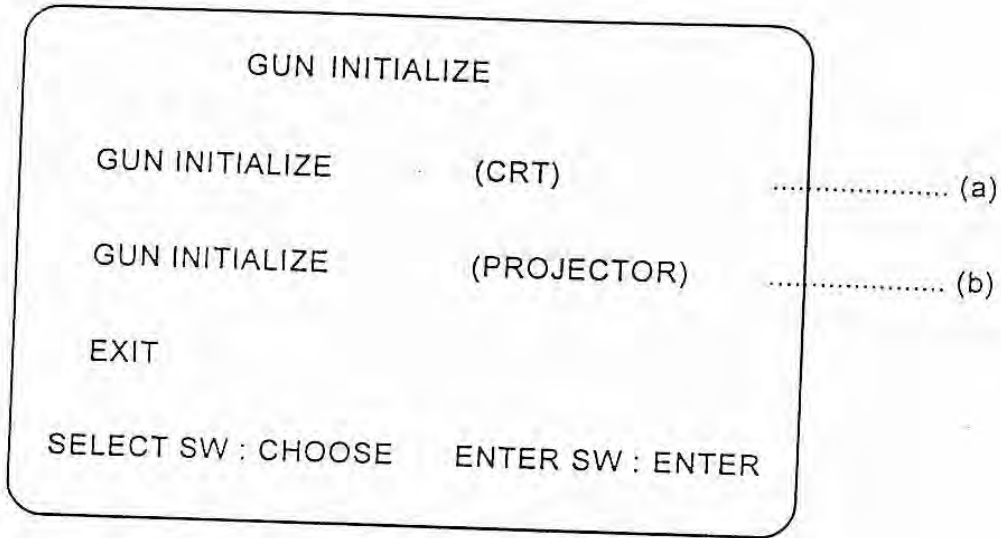 GUN INITIALIZE
GUN INITIALIZE (CRT) ..................... (a)
GUN INITIALIZE (PROJECTOR) ..................... (b)
EXIT
SELECT SW : CHOOSE ENTER SW : ENTER